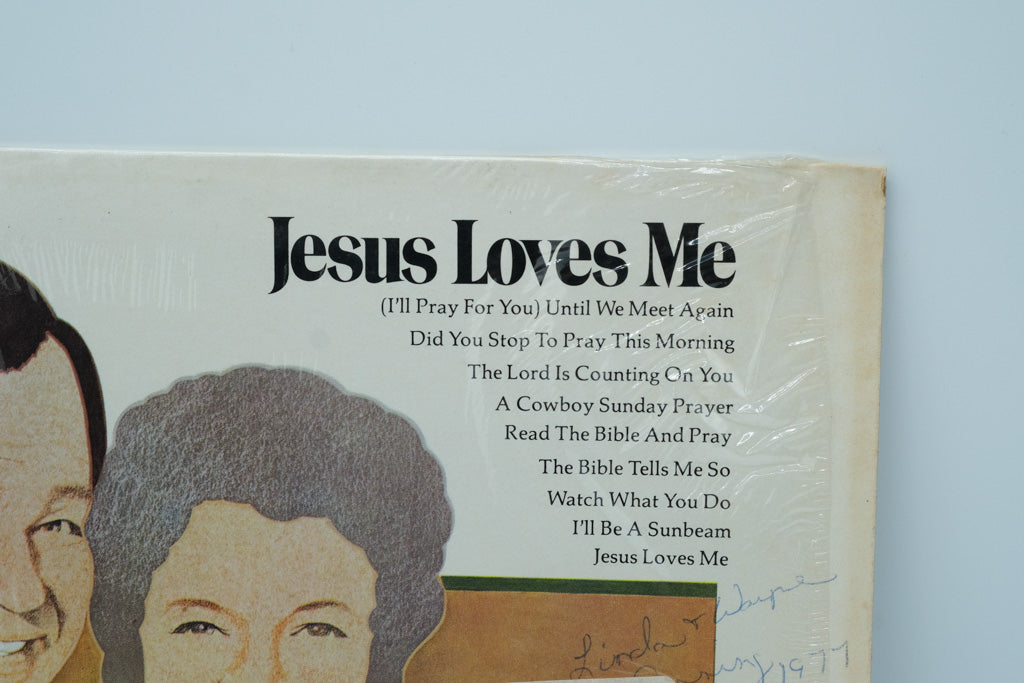 Jesus Loves Me
(I'll Pray For You) Until We Meet Again
Did You Stop To Pray This Morning
The Lord Is Counting On You
A Cowboy Sunday Prayer
Read The Bible And Pray
The Bible Tells Me So
Watch What You Do
I'll Be A Sunbeam
Jesus Loves Me
Linda & Wayne
1977